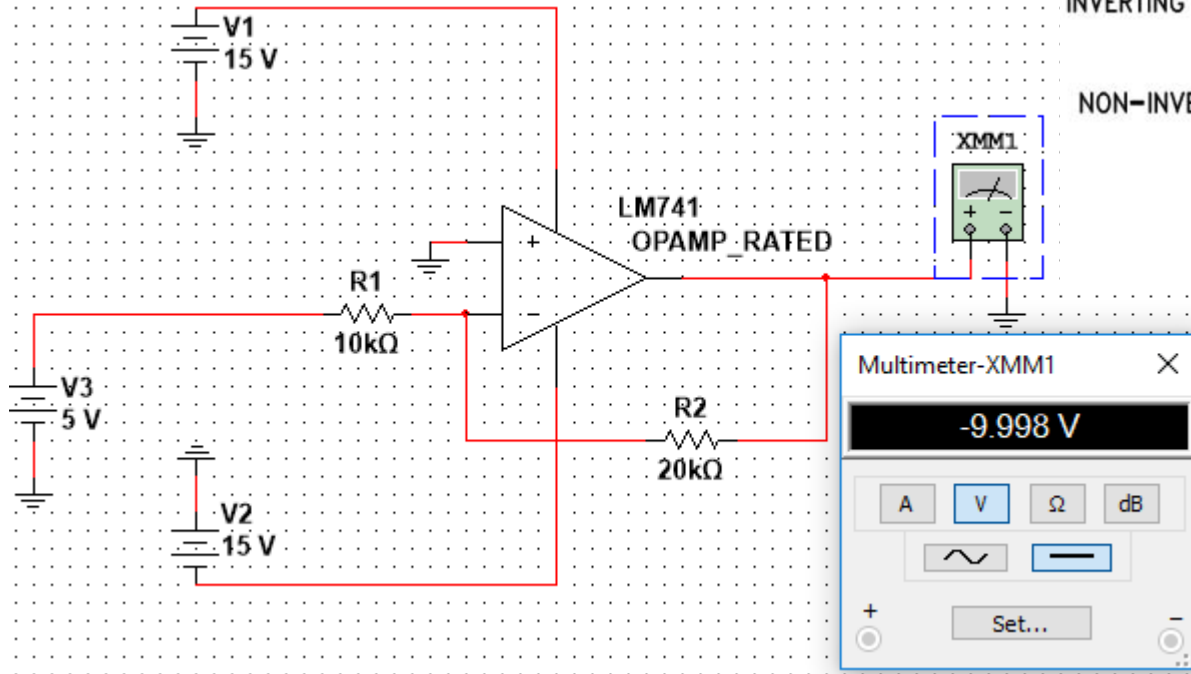 INVERTING
V1
15 V
NON-INVE
XMM1
+ -
LM741
OPAMP_RATED
+
R1
-
10kΩ
Multimeter-XMM1
V3
5 V
R2
-9.998 V
20kΩ
A V Ω dB
V2
15 V
+ -
Set...